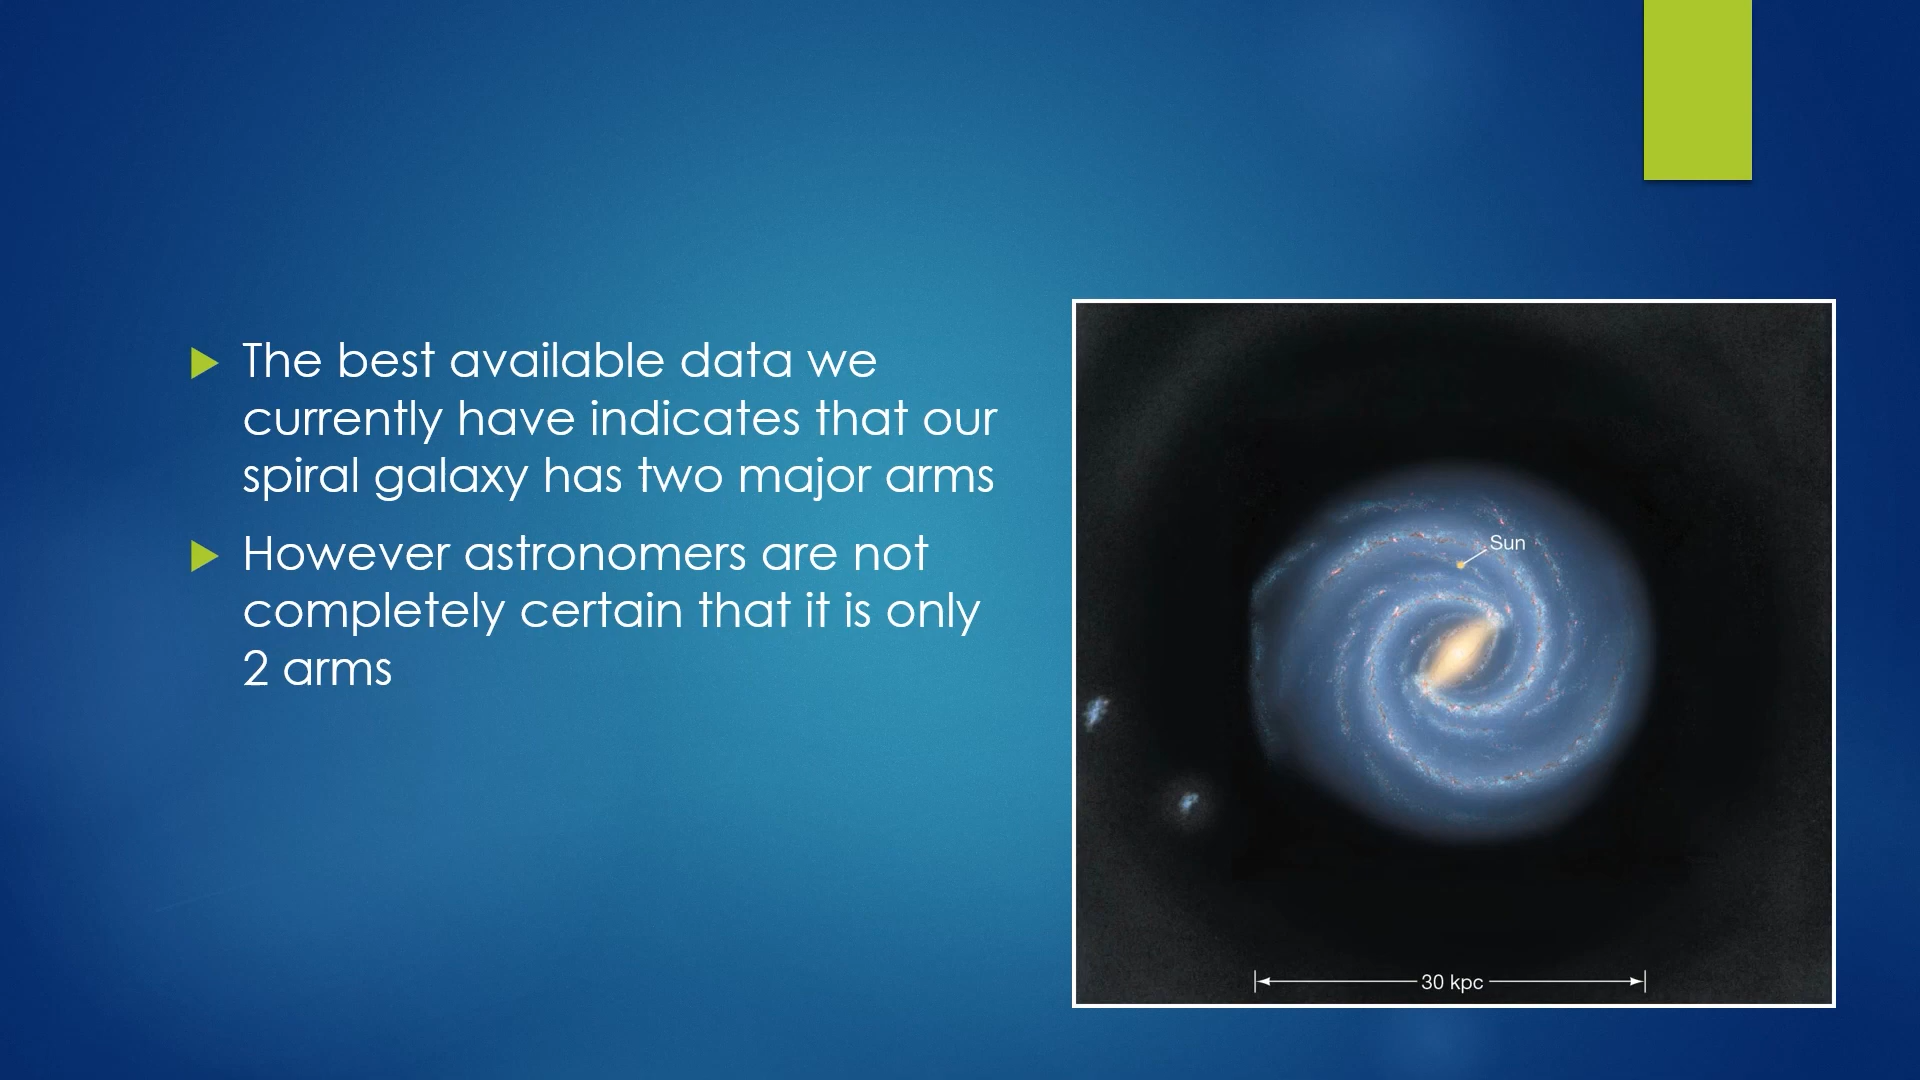 The best available data we
currently have indicates that our
spiral galaxy has two major arms
However astronomers are not
completely certain that it is only
2 arms
Sun
30 kpc